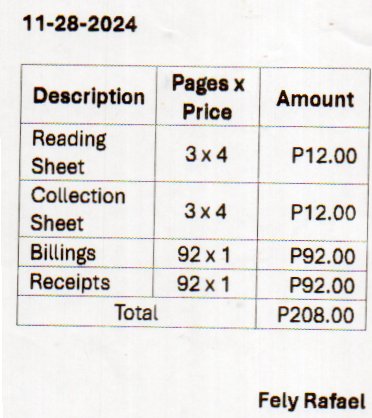 11-28-2024
Description Pages x Price Amount
Reading Sheet 3 x 4 P12.00
Collection Sheet 3 x 4 P12.00
Billings 92 x 1 P92.00
Receipts 92 x 1 P92.00
Total P208.00
Fely Rafael